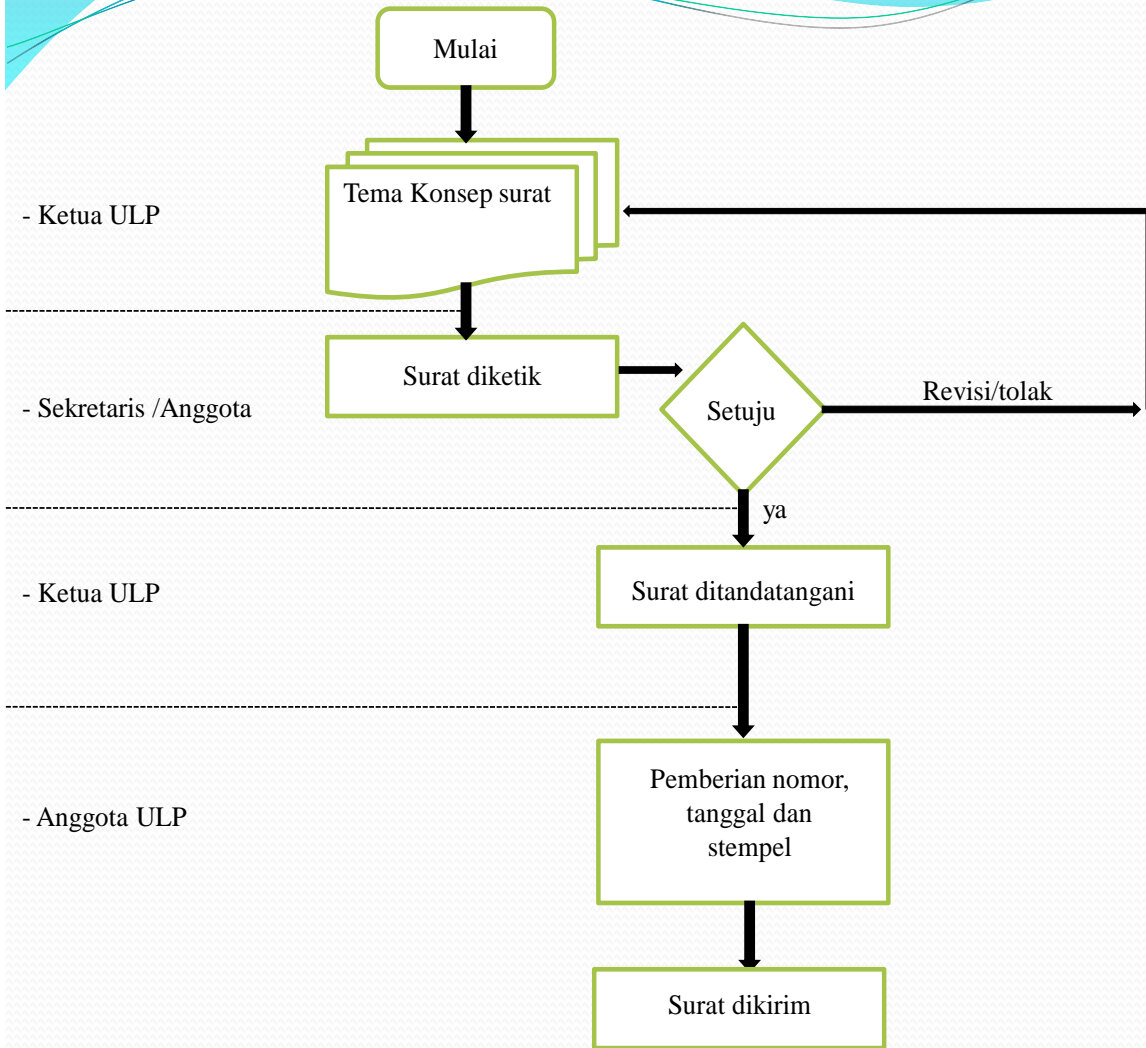 Mulai
Tema Konsep surat
- Ketua ULP
Surat diketik
Setuju
Revisi/tolak
- Sekretaris /Anggota
ya
- Ketua ULP
Surat ditandatangani
Pemberian nomor,
tanggal dan
stempel
- Anggota ULP
Surat dikirim